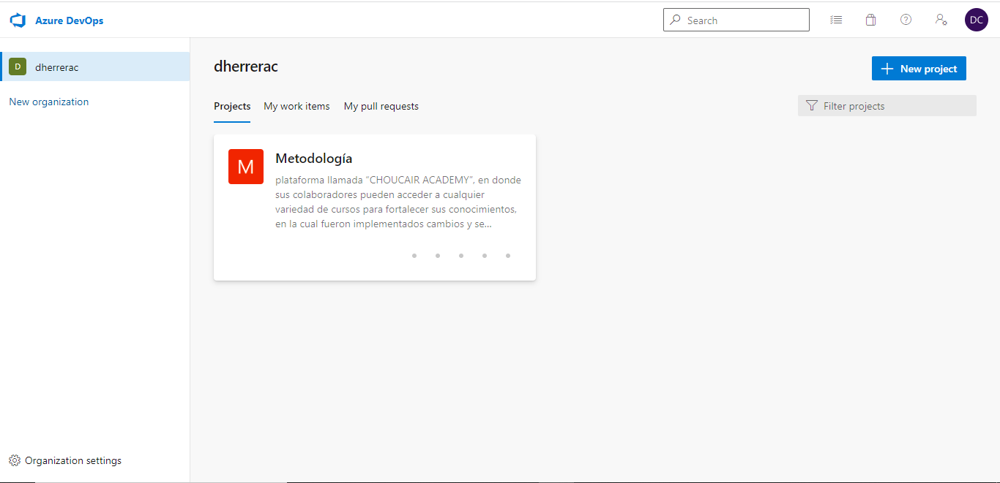 Azure DevOps
Search
DC
D
dherrerac
New organization
dherrerac
New project
Projects
My work items
My pull requests
Filter projects
M
Metodología
plataforma llamada “CHOUCAIR ACADEMY”, en donde
sus colaboradores pueden acceder a cualquier
variedad de cursos para fortalecer sus conocimientos,
en la cual fueron implementados cambios y se...
Organization settings